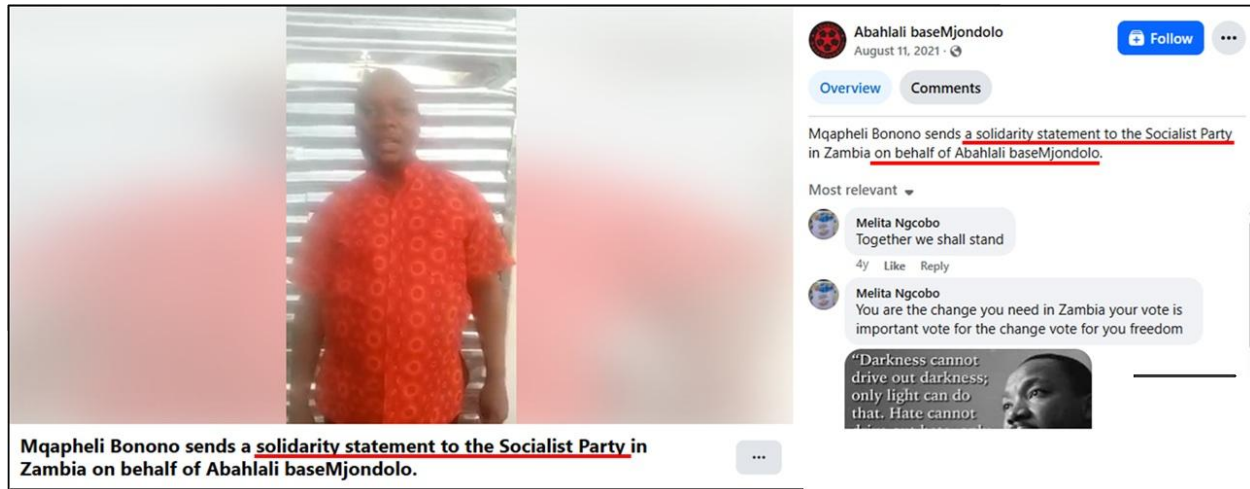 Mqapheli Bonono sends a solidarity statement to the Socialist Party in
Zambia on behalf of Abahlali baseMjondolo.
...
Abahlali baseMjondolo
August 11, 2021 ·
Follow
...
Overview
Comments
Mqapheli Bonono sends a solidarity statement to the Socialist Party
in Zambia on behalf of Abahlali baseMjondolo.
Most relevant
Melita Ngcobo
Together we shall stand
4y Like Reply
Melita Ngcobo
You are the change you need in Zambia your vote is
important vote for the change vote for you freedom
"Darkness cannot
drive out darkness;
only light can do
that. Hate cannot